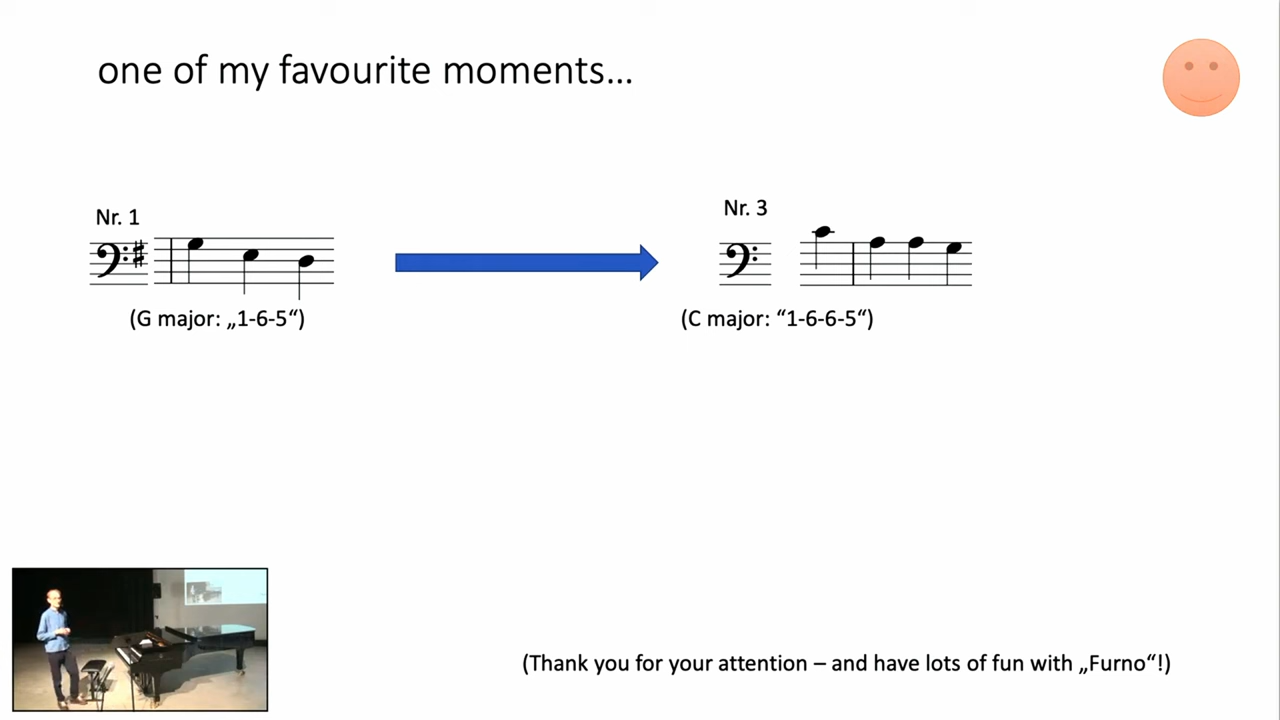 one of my favourite moments...
Nr. 1
(G major: „1-6-5“)
Nr. 3
(C major: “1-6-6-5“)
(Thank you for your attention – and have lots of fun with „Furno“!)